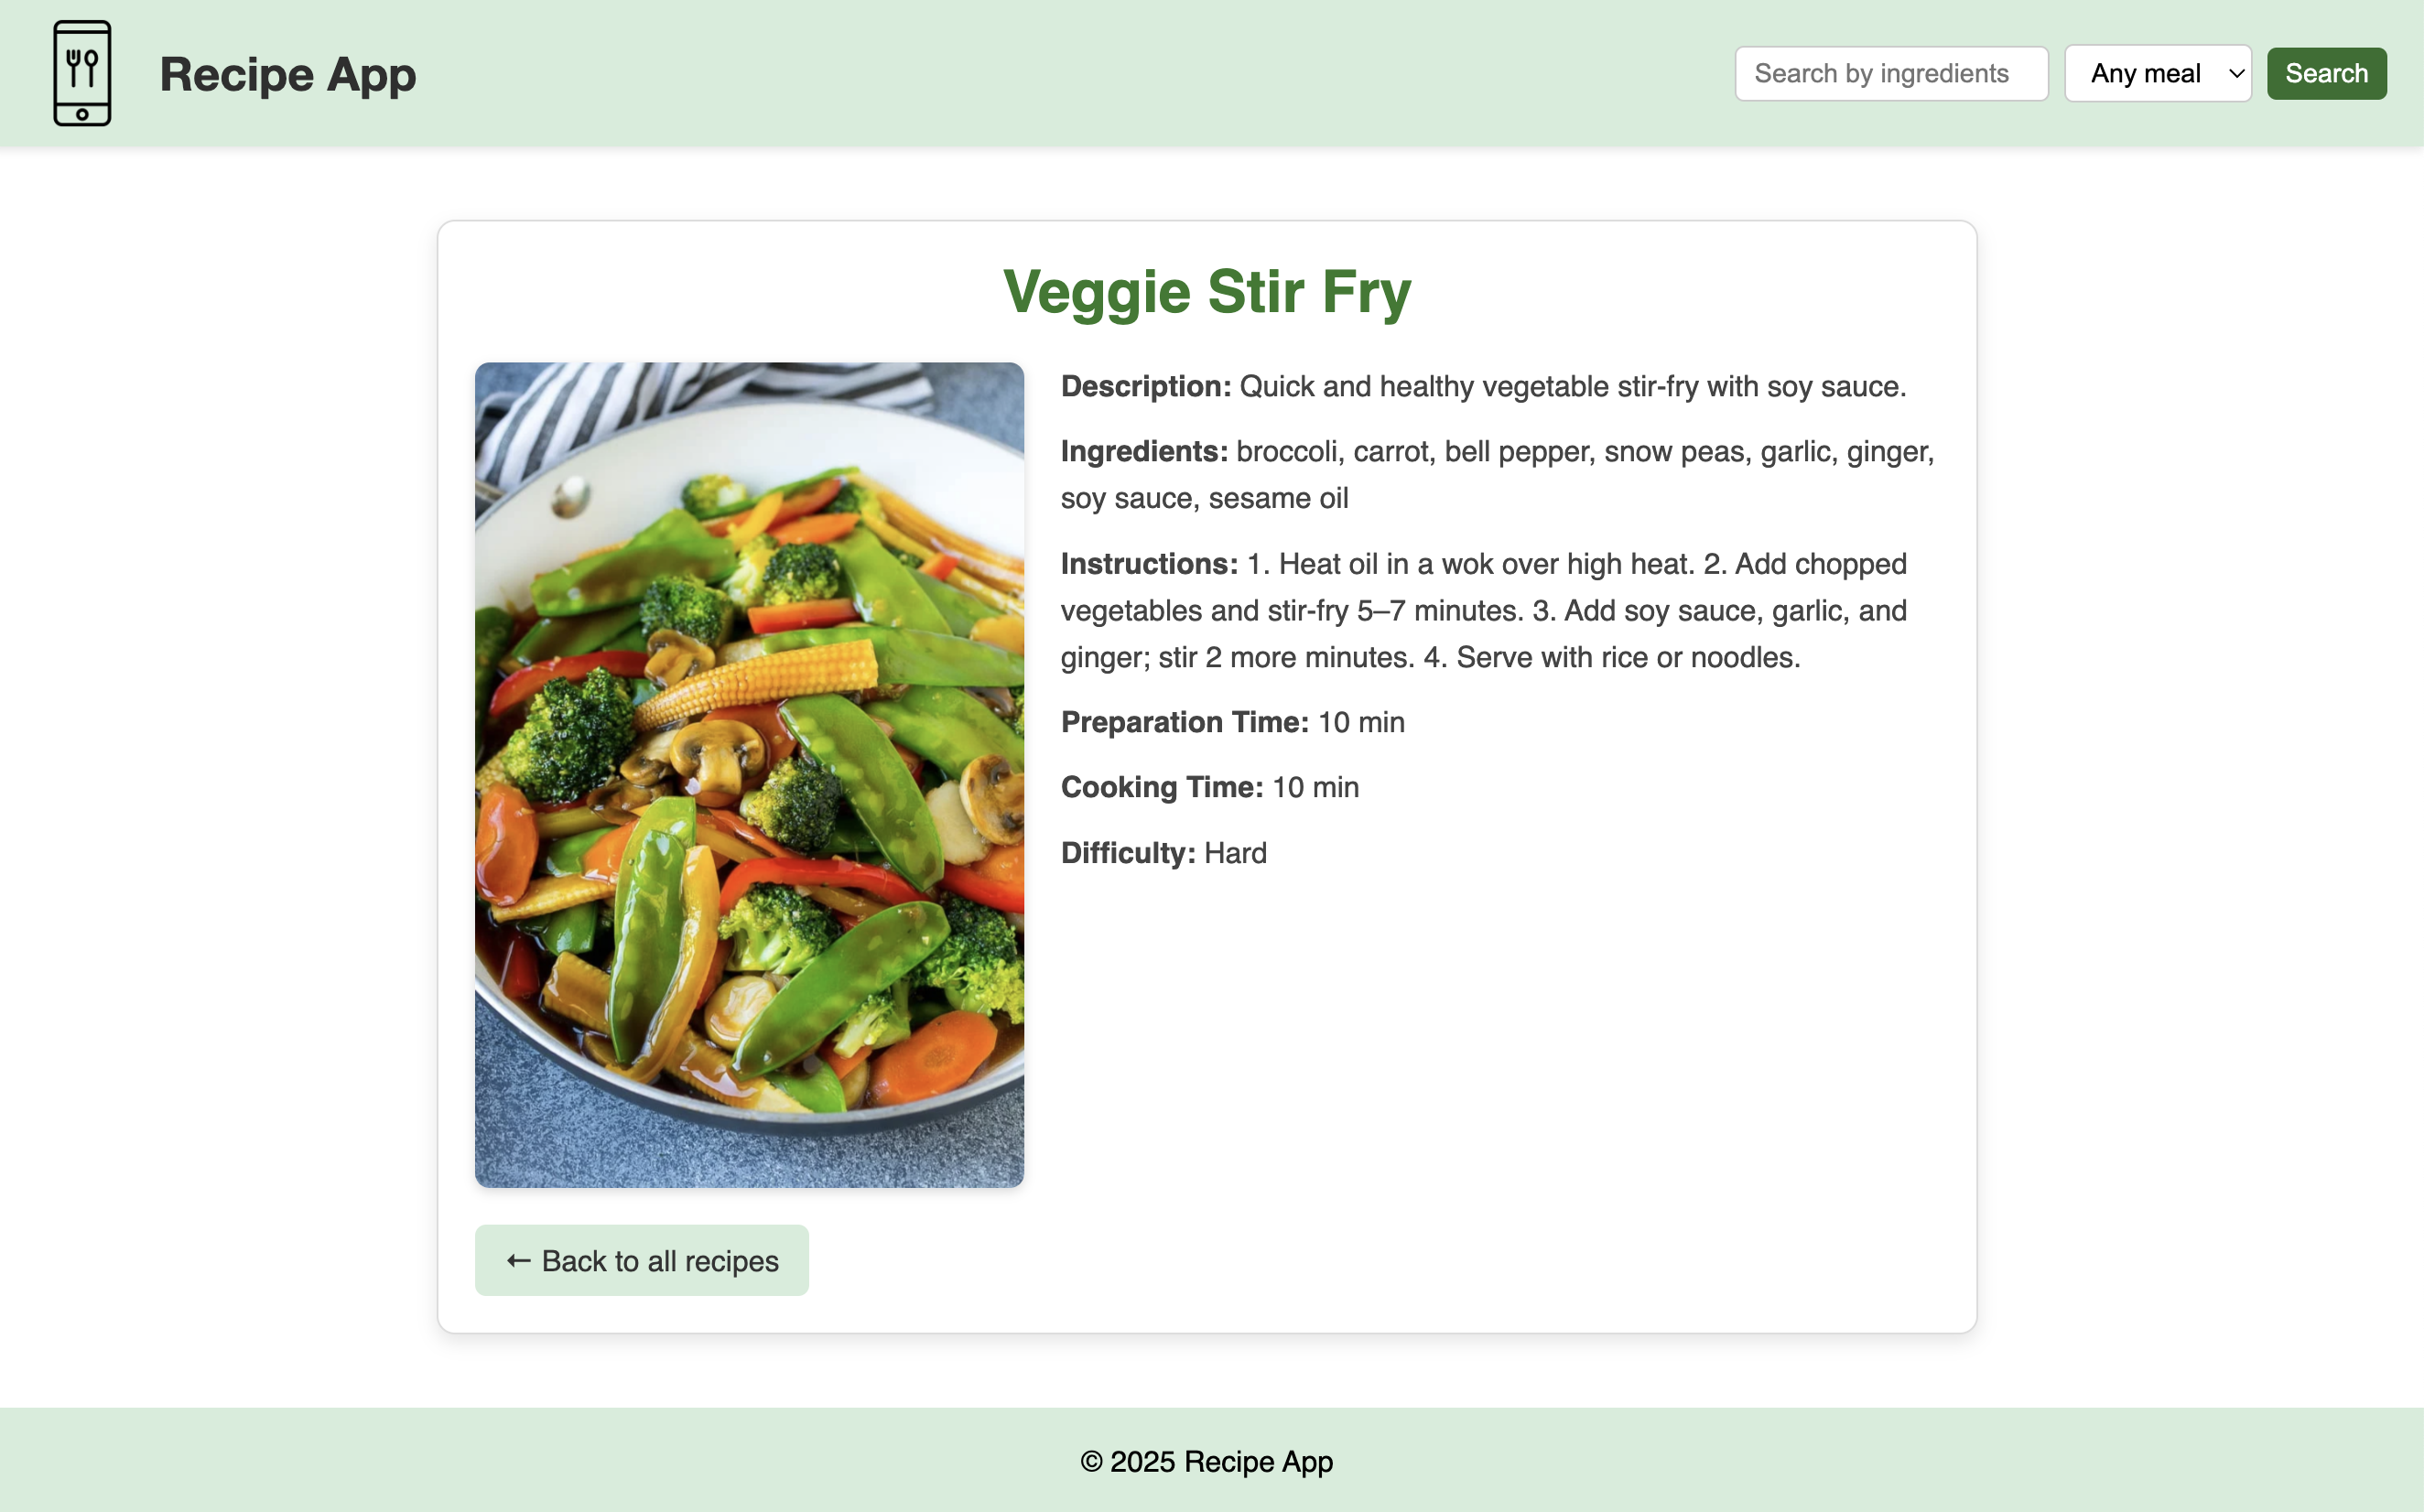 Recipe App
Search by ingredients
Any meal
Search
Veggie Stir Fry
Description: Quick and healthy vegetable stir-fry with soy sauce.
Ingredients: broccoli, carrot, bell pepper, snow peas, garlic, ginger,
soy sauce, sesame oil
Instructions: 1. Heat oil in a wok over high heat. 2. Add chopped
vegetables and stir-fry 5–7 minutes. 3. Add soy sauce, garlic, and
ginger; stir 2 more minutes. 4. Serve with rice or noodles.
Preparation Time: 10 min
Cooking Time: 10 min
Difficulty: Hard
← Back to all recipes
© 2025 Recipe App